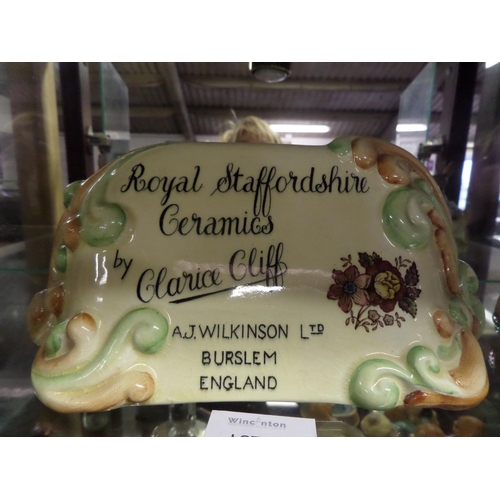 Royal Staffordshire
Ceramics
by
Clarice Cliff
A.J. WILKINSON LTD
BURSLEM
ENGLAND
Wincanton